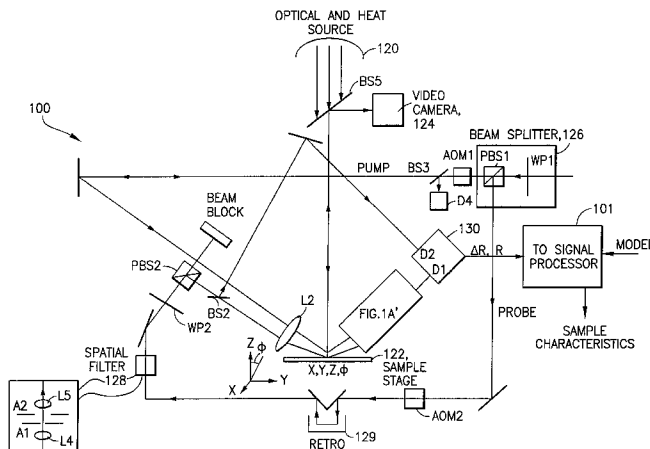 OPTICAL AND HEAT
SOURCE
120
BS5
VIDEO
CAMERA,
124
100
BEAM SPLITTER, 126
AOM1
PBS1
WP1
PUMP
BS3
D4
BEAM
BLOCK
130
101
D2
D1
ΔR, R
TO SIGNAL
PROCESSOR
MODEL
PBS2
BS2
L2
FIG.1A'
WP2
PROBE
SAMPLE
CHARACTERISTICS
SPATIAL
FILTER
128
Z
Φ
X
Y
X,Y,Z,Φ
122, SAMPLE
STAGE
A2
L5
A1
L4
AOM2
RETRO
129